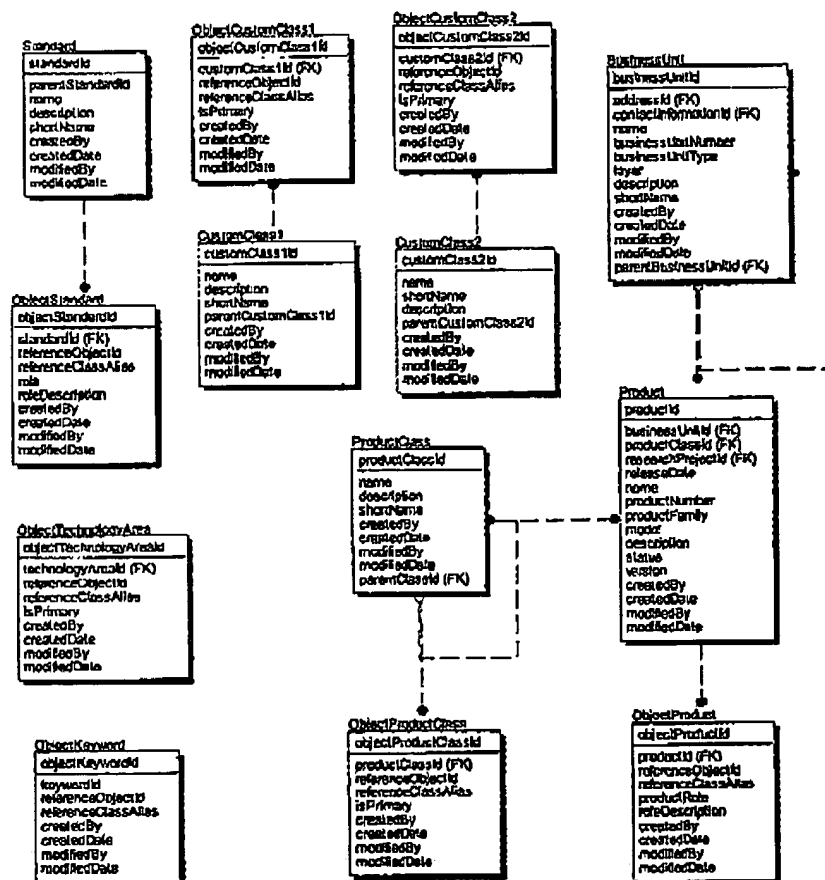 Standard
standardId
parentStandardId
name
description
shortName
createdBy
createdDate
modifiedBy
modifiedDate
ObjectCustomClass1
objectCustomClass1Id
customClass1Id (FK)
referenceObjectId
referenceClassAlias
isPrimary
createdBy
createdDate
modifiedBy
modifiedDate
ObjectCustomClass2
objectCustomClass2Id
customClass2Id (FK)
referenceObjectId
referenceClassAlias
isPrimary
createdBy
createdDate
modifiedBy
modifiedDate
BusinessUnit
businessUnitId
addressId (FK)
contactInformationId (FK)
name
businessUnitNumber
businessUnitType
layer
description
shortName
createdBy
createdDate
modifiedBy
modifiedDate
parentBusinessUnitId (FK)
ObjectStandard
objectStandardId
standardId (FK)
referenceObjectId
referenceClassAlias
role
roleDescription
createdBy
createdDate
modifiedBy
modifiedDate
CustomClass1
customClass1Id
name
description
shortName
parentCustomClass1Id
createdBy
createdDate
modifiedBy
modifiedDate
CustomClass2
customClass2Id
name
shortName
description
parentCustomClass2Id
createdBy
createdDate
modifiedBy
modifiedDate
ProductClass
productClassId
name
description
shortName
createdBy
createdDate
modifiedBy
modifiedDate
parentClassId (FK)
Product
productId
businessUnitId (FK)
productClassId (FK)
researchProjectId (FK)
releaseDate
name
productNumber
productFamily
model
description
status
version
createdBy
createdDate
modifiedBy
modifiedDate
ObjectTechnologyArea
objectTechnologyAreaId
technologyAreaId (FK)
referenceObjectId
referenceClassAlias
isPrimary
createdBy
createdDate
modifiedBy
modifiedDate
ObjectKeyword
objectKeywordId
keywordId
referenceObjectId
referenceClassAlias
createdBy
createdDate
modifiedBy
modifiedDate
ObjectProductClass
objectProductClassId
productClassId (FK)
referenceObjectId
referenceClassAlias
isPrimary
createdBy
createdDate
modifiedBy
modifiedDate
ObjectProduct
objectProductId
productId (FK)
referenceObjectId
referenceClassAlias
productRole
roleDescription
createdBy
createdDate
modifiedBy
modifiedDate